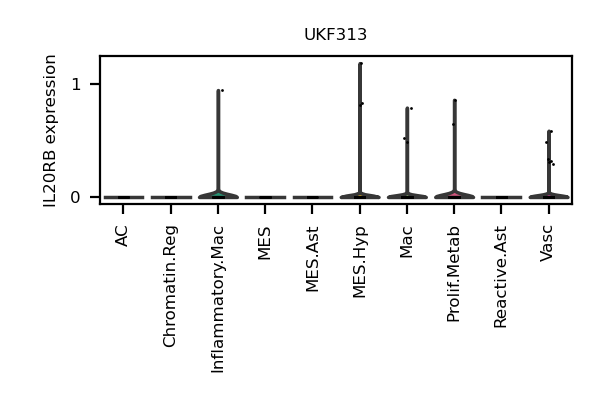 UKF313
IL20RB expression
1
0
AC
Chromatin.Reg
Inflammatory.Mac
MES
MES.Ast
MES.Hyp
Mac
Prolif.Metab
Reactive.Ast
Vasc